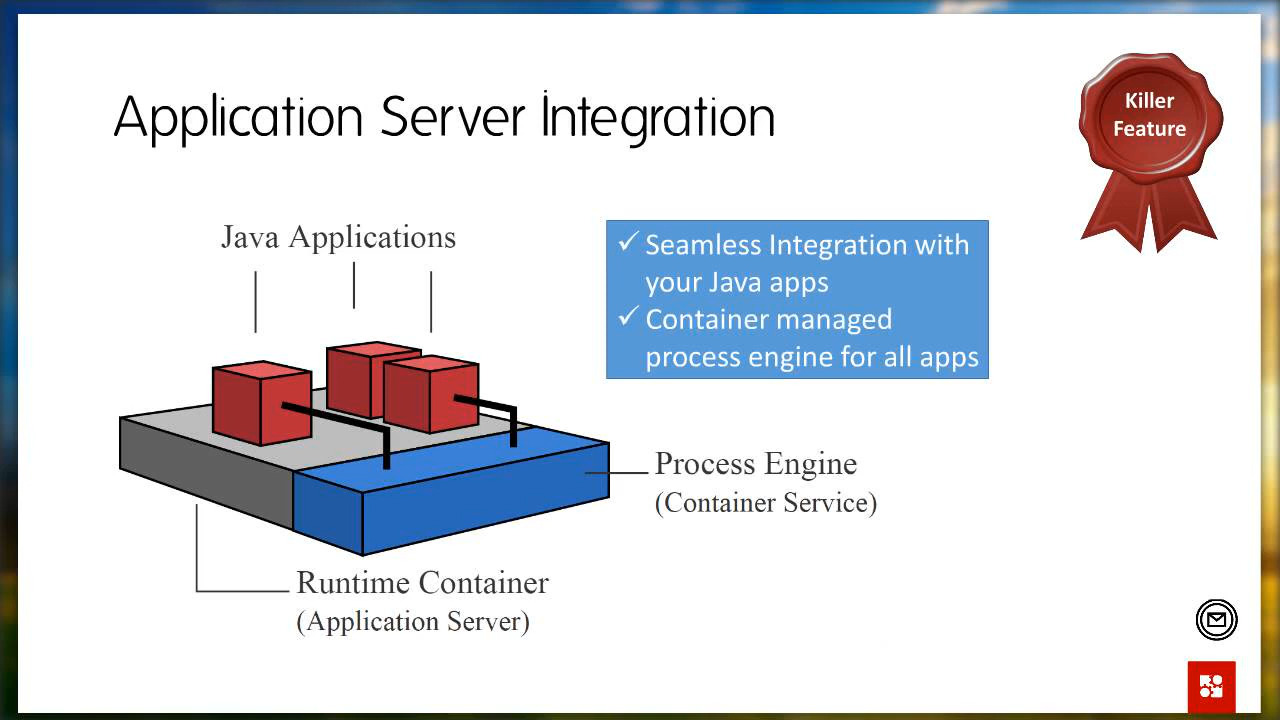 Application Server Integration
Killer
Feature
Java Applications
✓ Seamless Integration with
your Java apps
✓ Container managed
process engine for all apps
Process Engine
(Container Service)
Runtime Container
(Application Server)